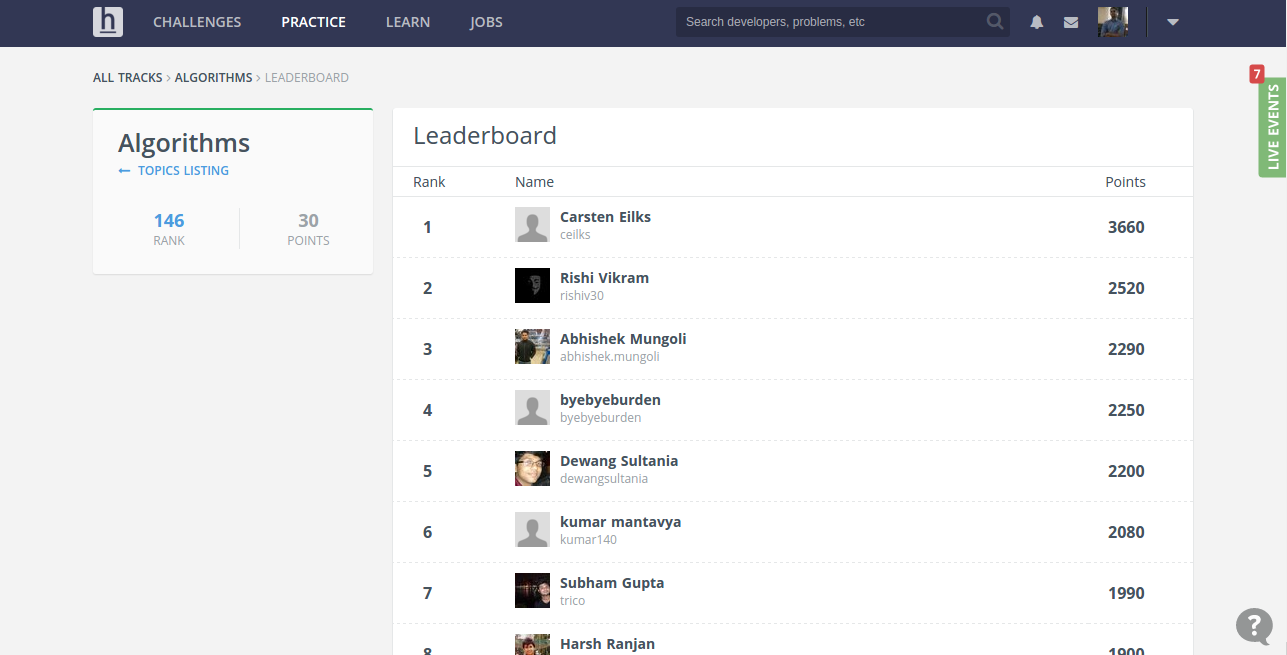 h CHALLENGES PRACTICE LEARN JOBS Search developers, problems, etc
ALL TRACKS > ALGORITHMS > LEADERBOARD
7
LIVE EVENTS
Algorithms
← TOPICS LISTING
146 30
RANK POINTS
Leaderboard
Rank Name Points
1 Carsten Eilks 3660
ceilks
2 Rishi Vikram 2520
rishiv30
3 Abhishek Mungoli 2290
abhishek.mungoli
4 byebyeburden 2250
byebyeburden
5 Dewang Sultania 2200
dewangsultania
6 kumar mantavya 2080
kumar140
7 Subham Gupta 1990
trico
8 Harsh Ranjan 1900
?